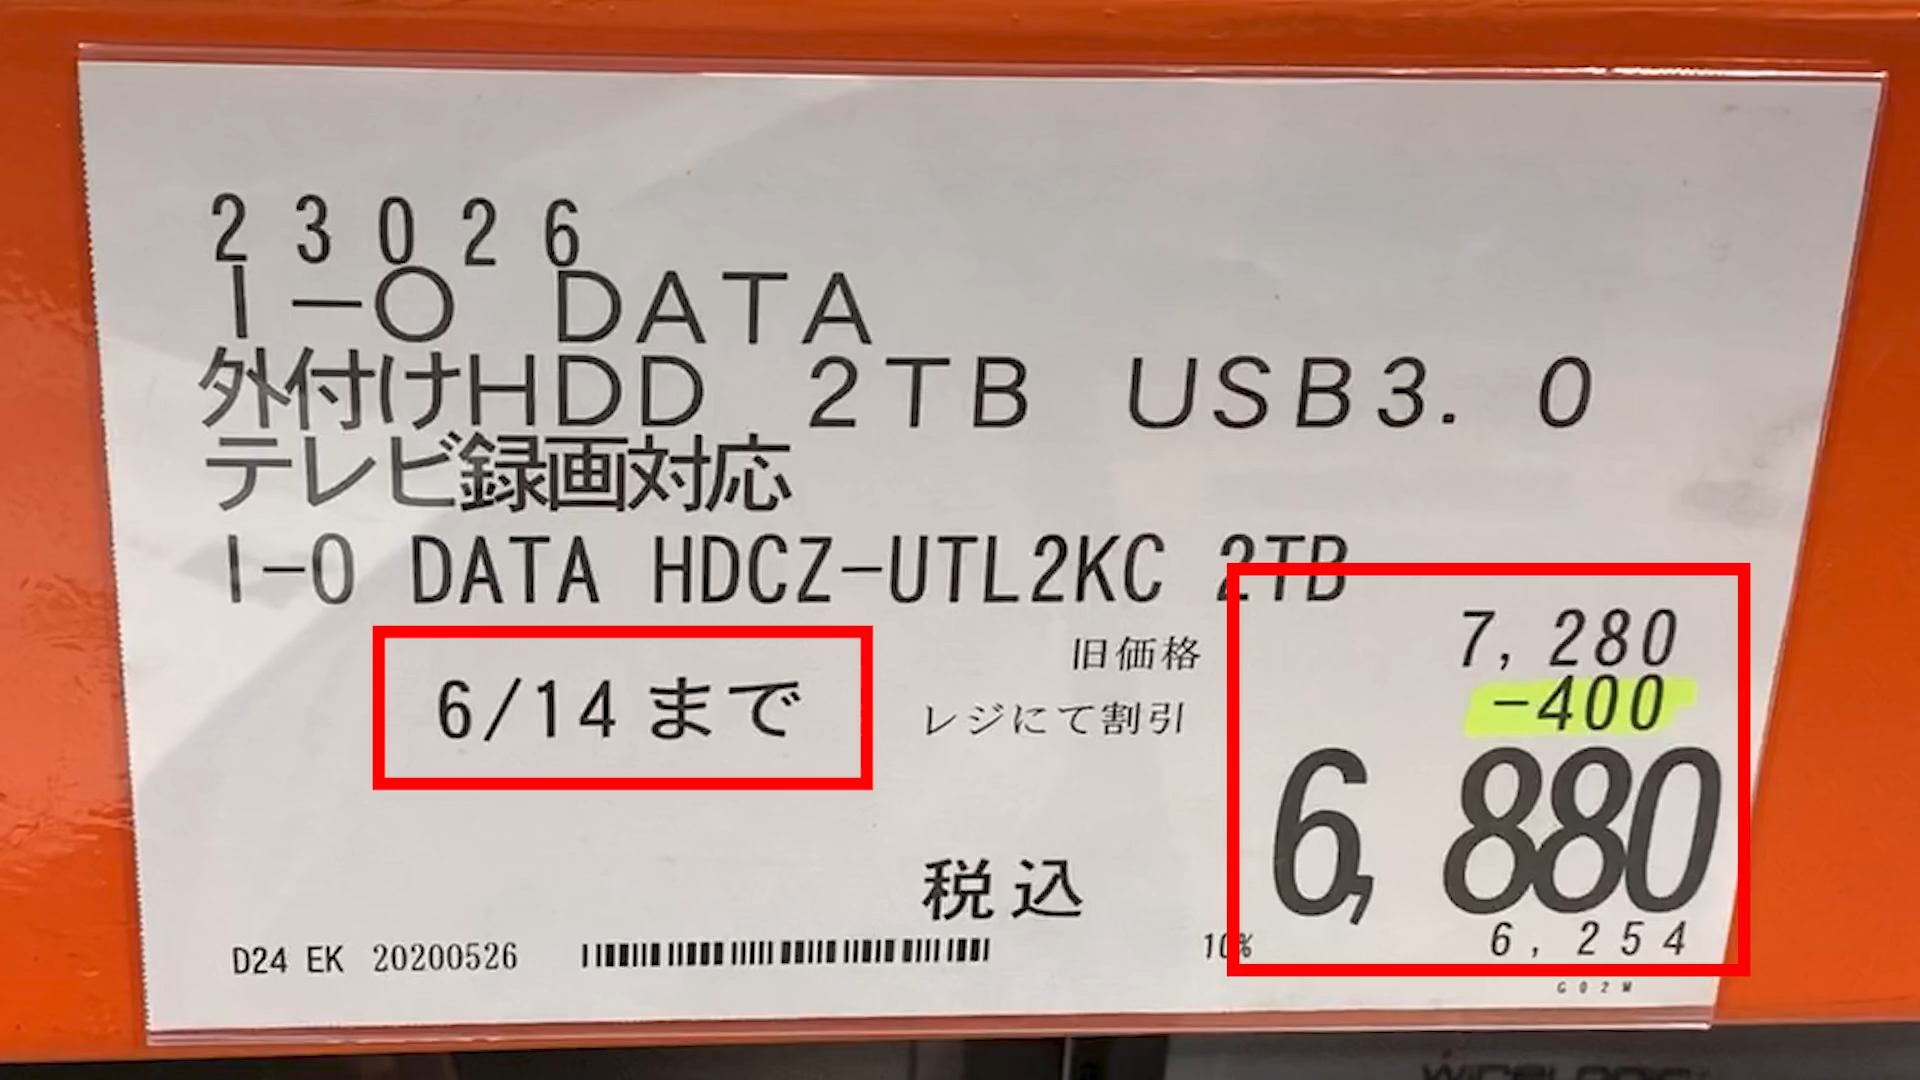 23026
I-O DATA
外付けHDD 2TB USB3.0
テレビ録画対応
I-O DATA HDCZ-UTL2KC 2TB
旧価格 7,280
6/14まで レジにて割引 -400
6,880
税込
D24 EK 20200526 10% 6,254
G02M